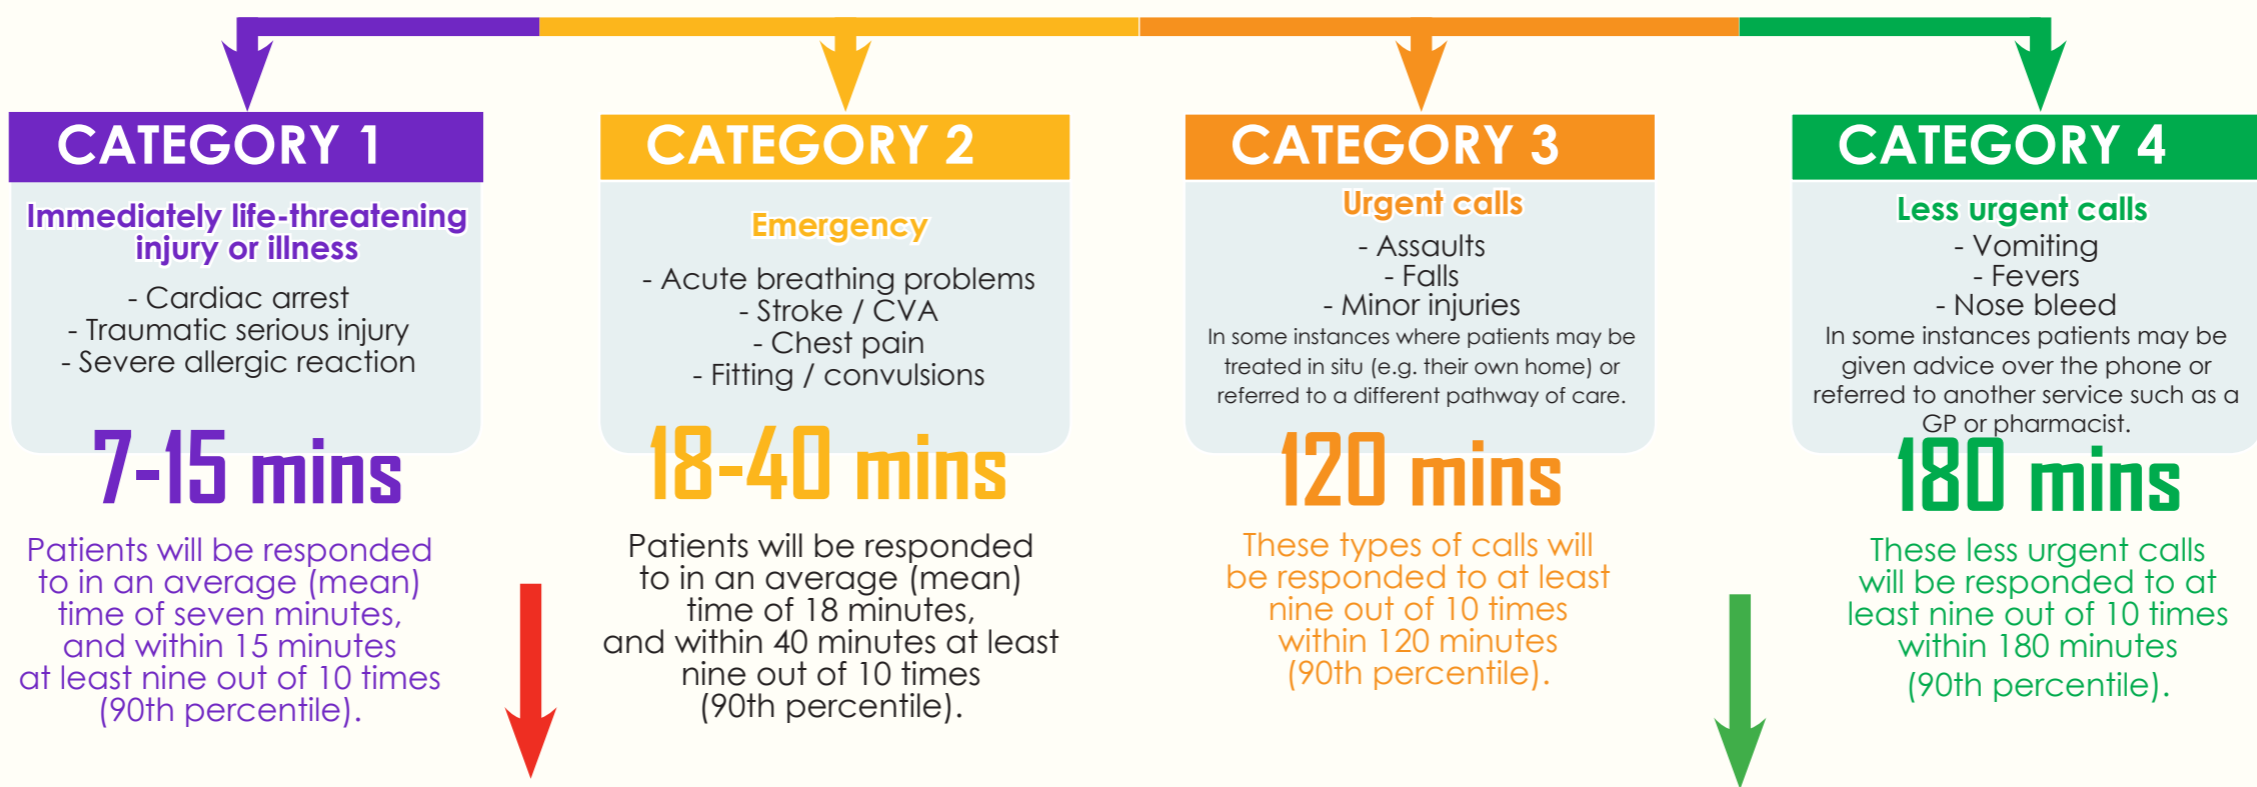 CATEGORY 1
Immediately life-threatening
injury or illness
- Cardiac arrest
- Traumatic serious injury
- Severe allergic reaction
7-15 mins
Patients will be responded
to in an average (mean)
time of seven minutes,
and within 15 minutes
at least nine out of 10 times
(90th percentile).
CATEGORY 2
Emergency
- Acute breathing problems
- Stroke / CVA
- Chest pain
- Fitting / convulsions
18-40 mins
Patients will be responded
to in an average (mean)
time of 18 minutes,
and within 40 minutes at least
nine out of 10 times
(90th percentile).
CATEGORY 3
Urgent calls
- Assaults
- Falls
- Minor injuries
In some instances where patients may be
treated in situ (e.g. their own home) or
referred to a different pathway of care.
120 mins
These types of calls will
be responded to at least
nine out of 10 times
within 120 minutes
(90th percentile).
CATEGORY 4
Less urgent calls
- Vomiting
- Fevers
- Nose bleed
In some instances patients may be
given advice over the phone or
referred to another service such as a
GP or pharmacist.
180 mins
These less urgent calls
will be responded to at
least nine out of 10 times
within 180 minutes
(90th percentile).